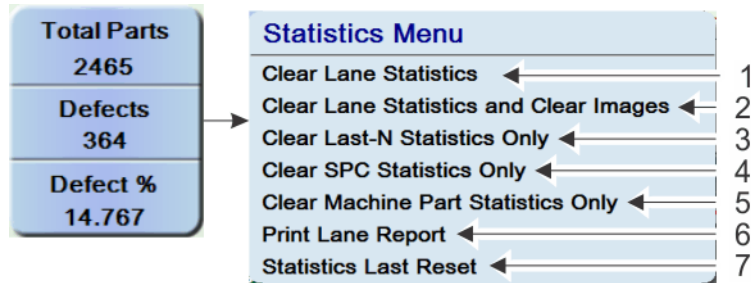 Total Parts
2465
Defects
364
Defect %
14.767
Statistics Menu
Clear Lane Statistics 1
Clear Lane Statistics and Clear Images 2
Clear Last-N Statistics Only 3
Clear SPC Statistics Only 4
Clear Machine Part Statistics Only 5
Print Lane Report 6
Statistics Last Reset 7